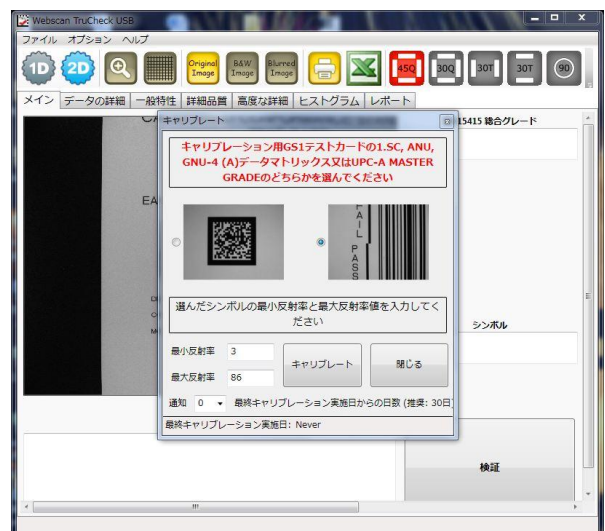 Webscan TruCheck USB
ファイル オプション ヘルプ
1D 2D Original Image B&W Image Blurred Image 45Q 30Q 30T 30T 90
メイン データの詳細 一般特性 詳細品質 高度な詳細 ヒストグラム レポート
キャリブレート
15415 総合グレード
キャリブレーション用GS1テストカードの1.SC, ANU,
GNU-4 (A)データマトリックス又はUPC-A MASTER
GRADEのどちらかを選んでください
EA
FAIL PASS
選んだシンボルの最小反射率と最大反射率値を入力してく
ださい
シンボル
最小反射率 3
キャリブレート 閉じる
最大反射率 86
通知 0 最終キャリブレーション実施日からの日数 (推奨: 30日
最終キャリブレーション実施日: Never
検証